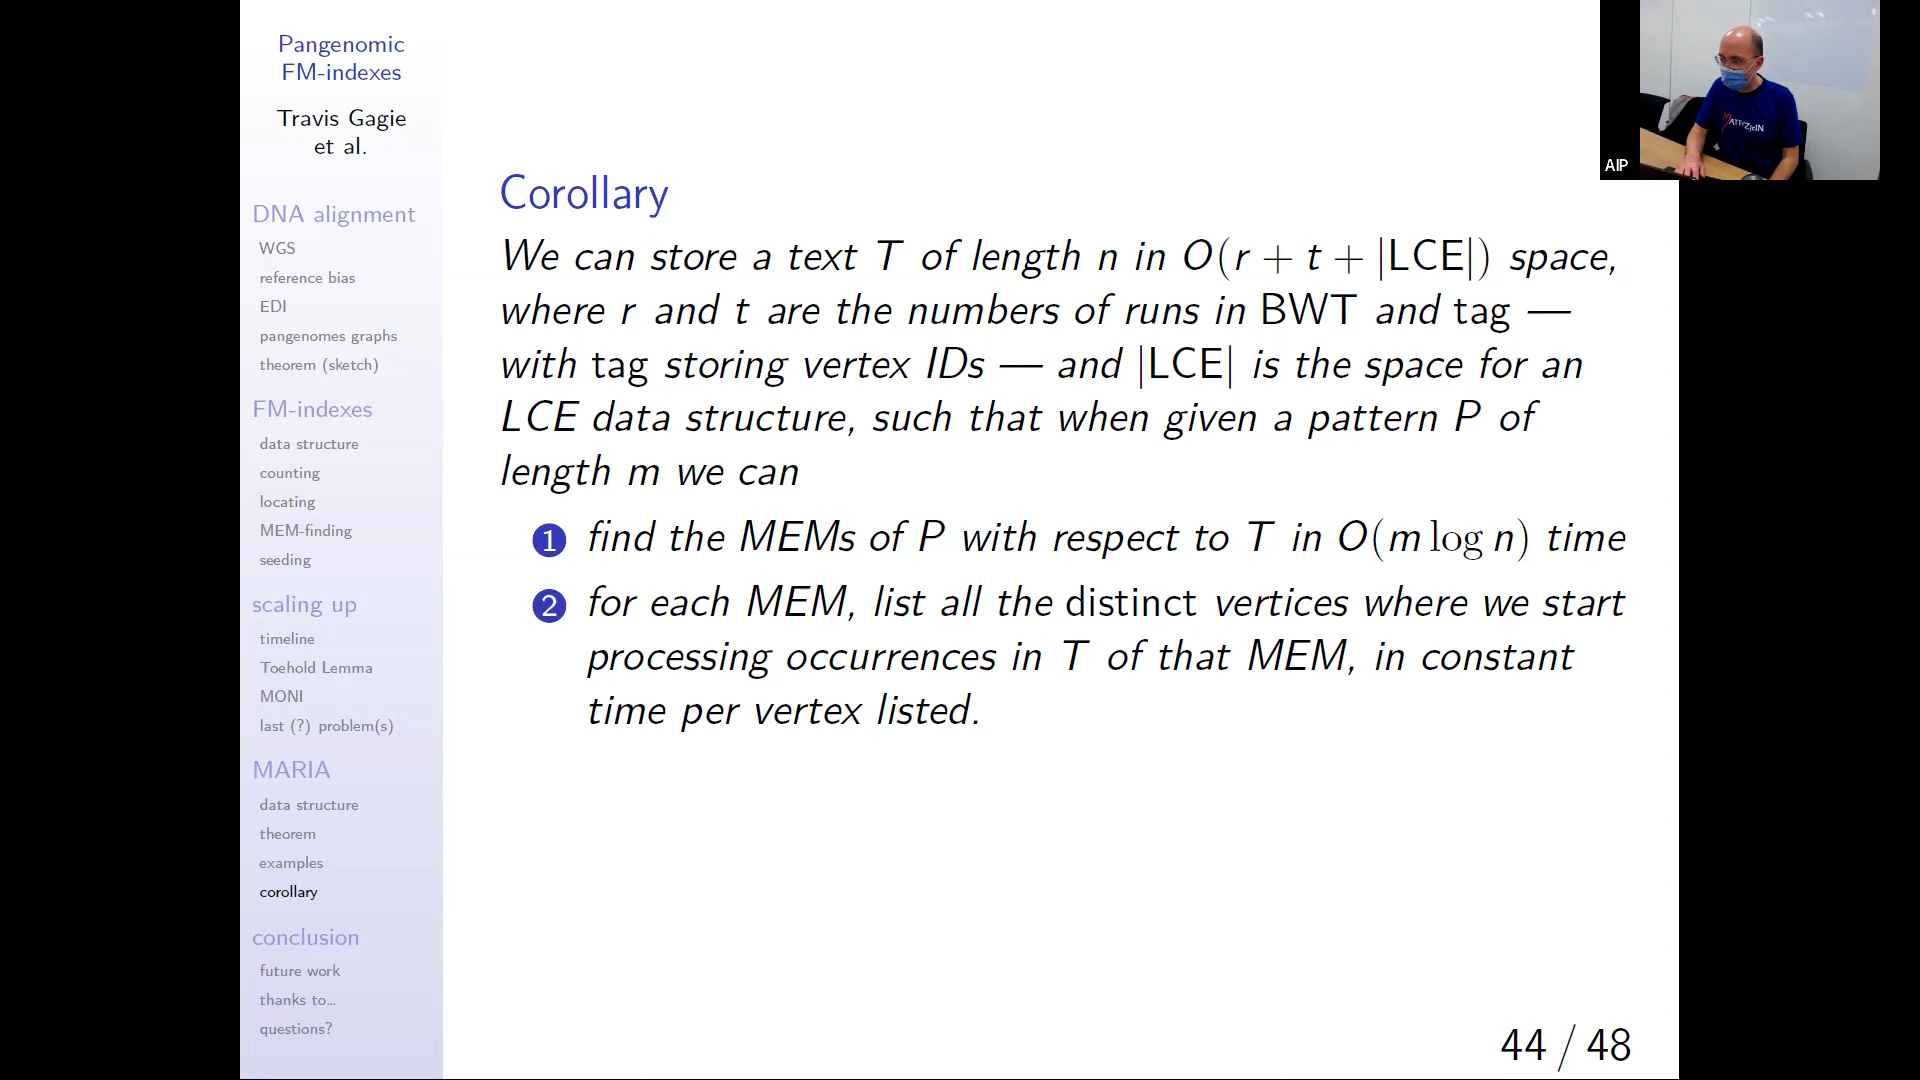 Pangenomic
FM-indexes
Travis Gagie
et al.
DNA alignment
WGS
reference bias
EDI
pangenomes graphs
theorem (sketch)
FM-indexes
data structure
counting
locating
MEM-finding
seeding
scaling up
timeline
Toehold Lemma
MONI
last (?) problem(s)
MARIA
data structure
theorem
examples
corollary
conclusion
future work
thanks to...
questions?
Corollary
We can store a text T of length n in O(r + t + |LCE|) space,
where r and t are the numbers of runs in BWT and tag —
with tag storing vertex IDs — and |LCE| is the space for an
LCE data structure, such that when given a pattern P of
length m we can
1 find the MEMs of P with respect to T in O(m log n) time
2 for each MEM, list all the distinct vertices where we start
processing occurrences in T of that MEM, in constant
time per vertex listed.
44 / 48
AIP